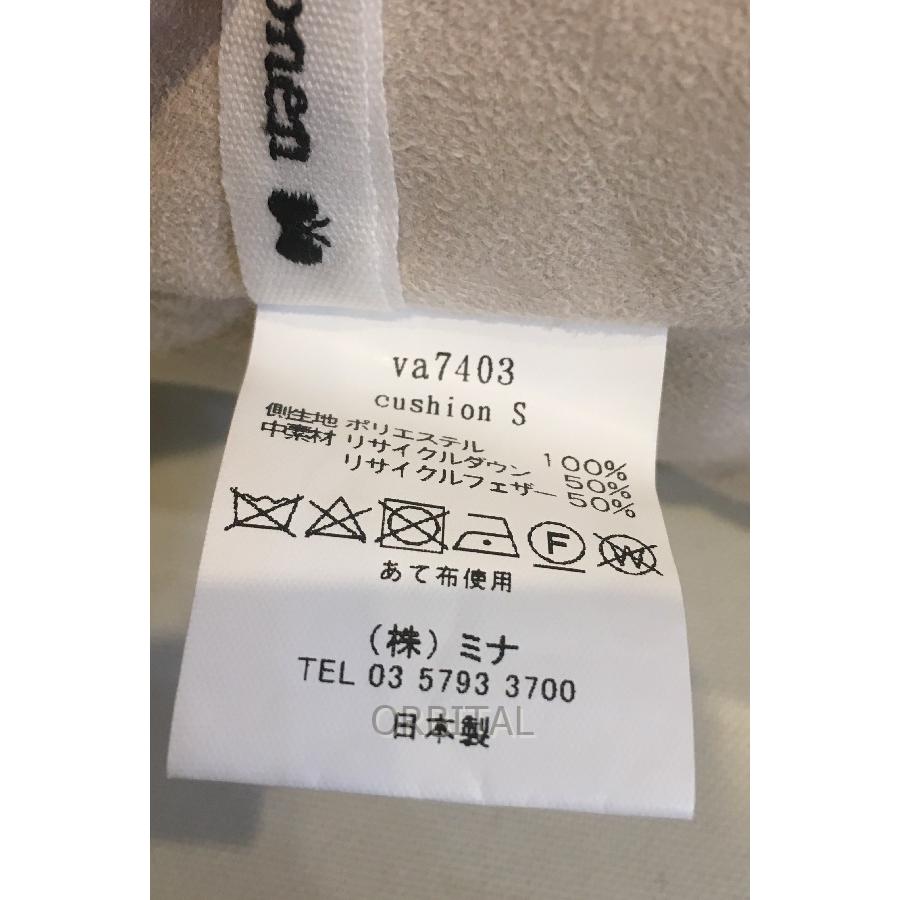 onen
va7403
cushion S
側生地 ポリエステル 100%
中素材 リサイクルダウン 50%
リサイクルフェザー 50%
F
W
あて布使用
(株)ミナ
TEL 03 5793 3700
ORBITAL
日本製